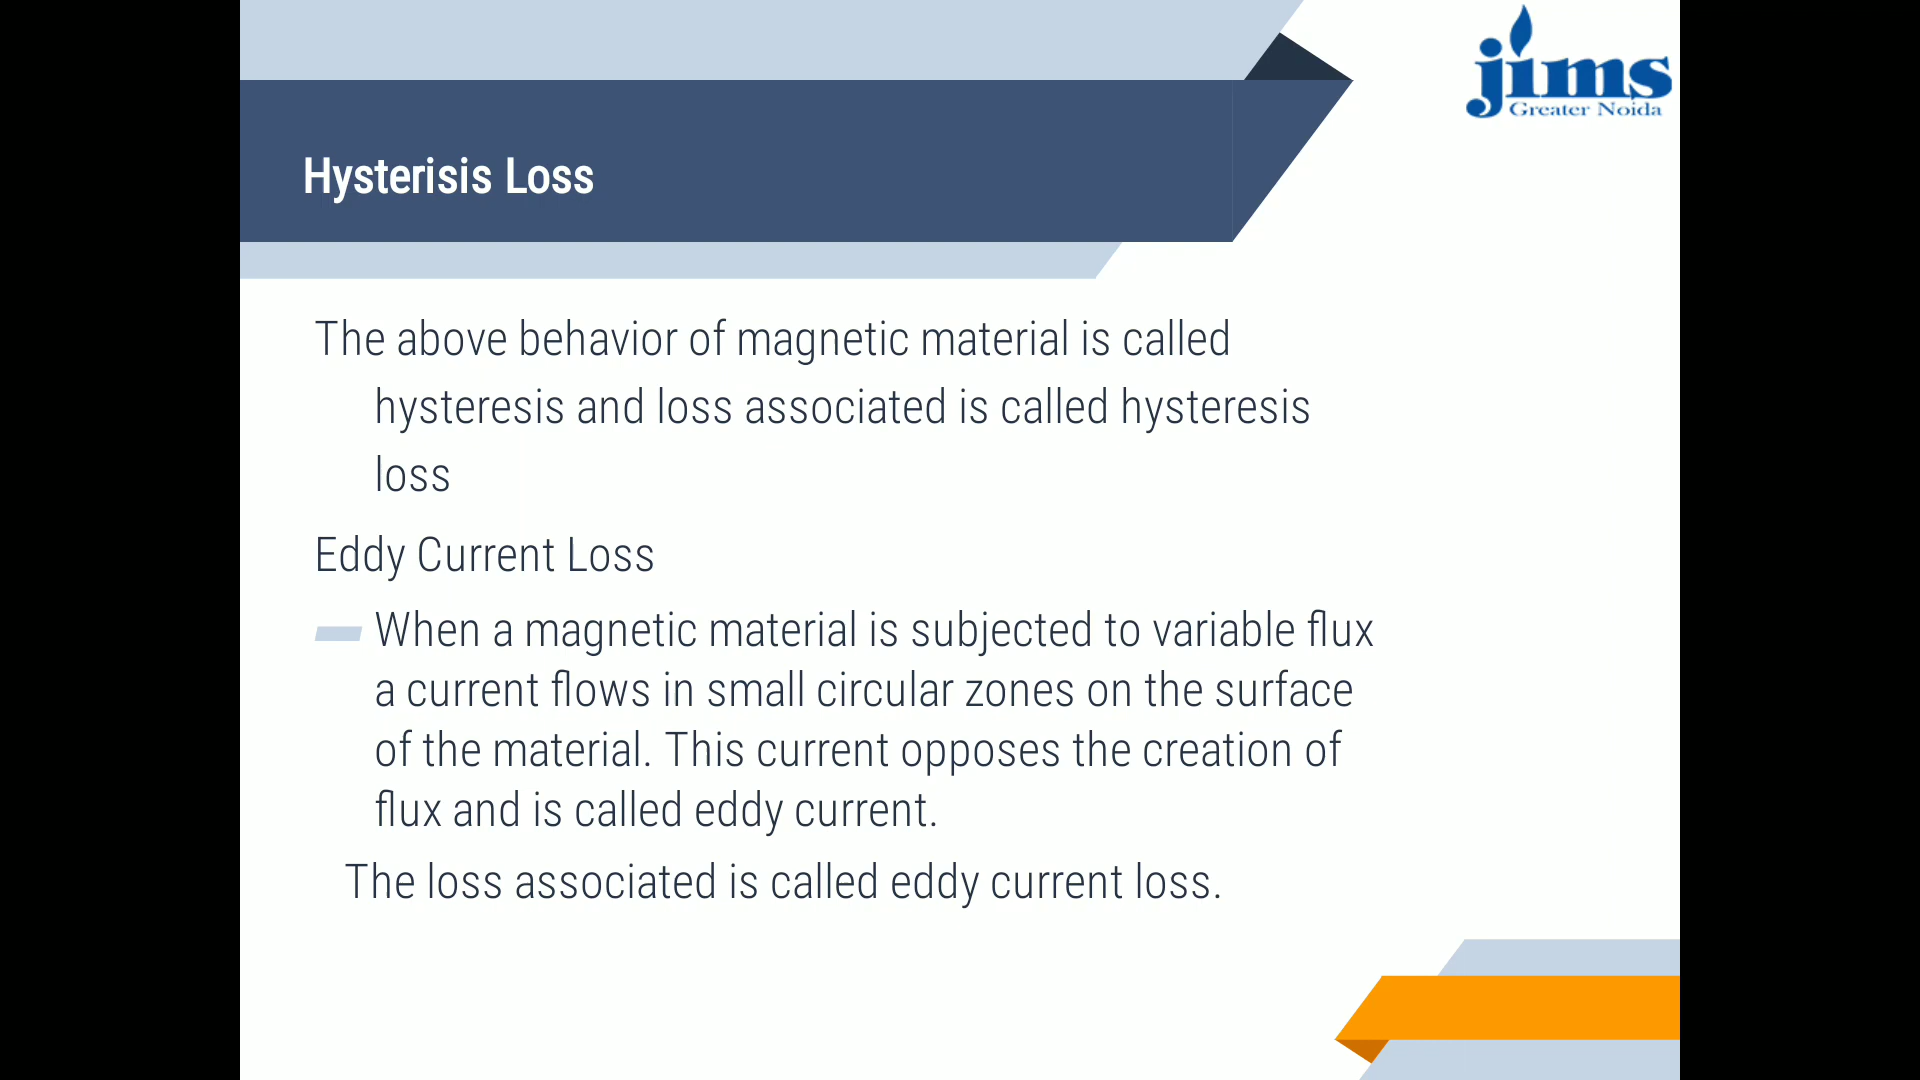 jims
Greater Noida
Hysterisis Loss
The above behavior of magnetic material is called
hysteresis and loss associated is called hysteresis
loss
Eddy Current Loss
When a magnetic material is subjected to variable flux
a current flows in small circular zones on the surface
of the material. This current opposes the creation of
flux and is called eddy current.
The loss associated is called eddy current loss.